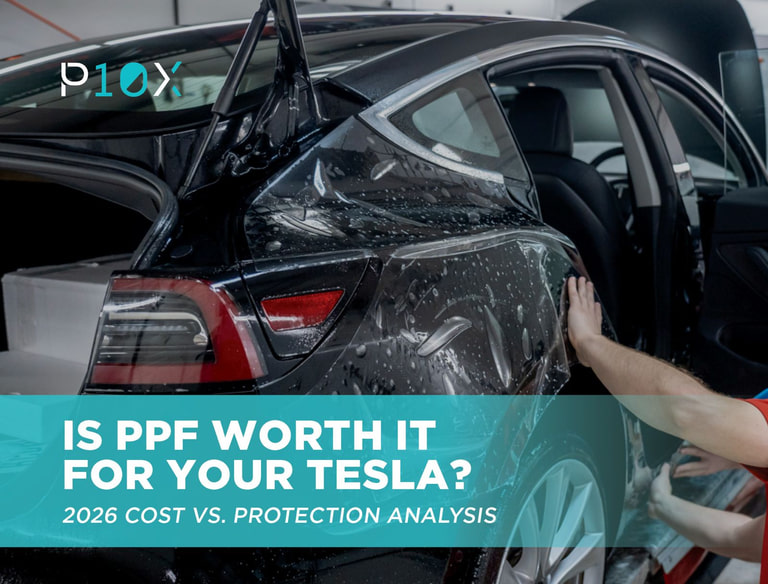 P10X
IS PPF WORTH IT
FOR YOUR TESLA?
2026 COST VS. PROTECTION ANALYSIS